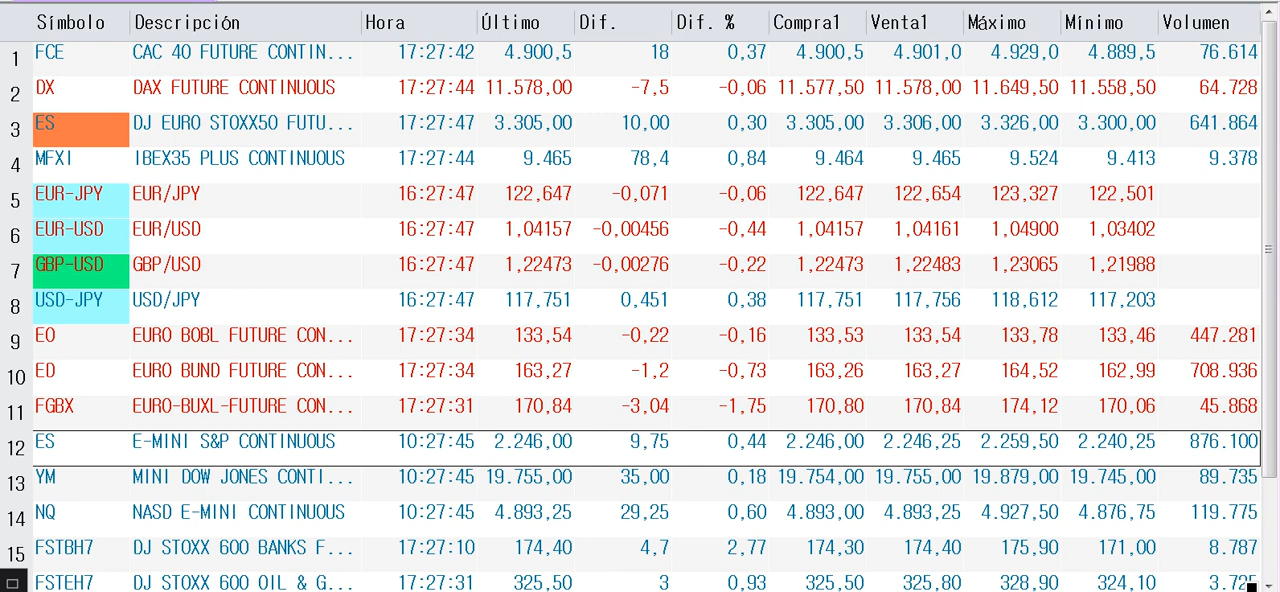 Símbolo Descripción Hora Último Dif. Dif. % Compra1 Venta1 Máximo Mínimo Volumen
1 FCE CAC 40 FUTURE CONTIN... 17:27:42 4.900,5 18 0,37 4.900,5 4.901,0 4.929,0 4.889,5 76.614
2 DX DAX FUTURE CONTINUOUS 17:27:44 11.578,00 -7,5 -0,06 11.577,50 11.578,00 11.649,50 11.558,50 64.728
3 ES DJ EURO STOXX50 FUTU... 17:27:47 3.305,00 10,00 0,30 3.305,00 3.306,00 3.326,00 3.300,00 641.864
4 MFXI IBEX35 PLUS CONTINUOUS 17:27:44 9.465 78,4 0,84 9.464 9.465 9.524 9.413 9.378
5 EUR-JPY EUR/JPY 16:27:47 122,647 -0,071 -0,06 122,647 122,654 123,327 122,501
6 EUR-USD EUR/USD 16:27:47 1,04157 -0,00456 -0,44 1,04157 1,04161 1,04900 1,03402
7 GBP-USD GBP/USD 16:27:47 1,22473 -0,00276 -0,22 1,22473 1,22483 1,23065 1,21988
8 USD-JPY USD/JPY 16:27:47 117,751 0,451 0,38 117,751 117,756 118,612 117,203
9 EO EURO BOBL FUTURE CON... 17:27:34 133,54 -0,22 -0,16 133,53 133,54 133,78 133,46 447.281
10 ED EURO BUND FUTURE CON... 17:27:34 163,27 -1,2 -0,73 163,26 163,27 164,52 162,99 708.936
11 FGBX EURO-BUXL-FUTURE CON... 17:27:31 170,84 -3,04 -1,75 170,80 170,84 174,12 170,06 45.868
12 ES E-MINI S&P CONTINUOUS 10:27:45 2.246,00 9,75 0,44 2.246,00 2.246,25 2.259,50 2.240,25 876.100
13 YM MINI DOW JONES CONTI... 10:27:45 19.755,00 35,00 0,18 19.754,00 19.755,00 19.879,00 19.745,00 89.735
14 NQ NASD E-MINI CONTINUOUS 10:27:45 4.893,25 29,25 0,60 4.893,00 4.893,25 4.927,50 4.876,75 119.775
15 FSTBH7 DJ STOXX 600 BANKS F... 17:27:10 174,40 4,7 2,77 174,30 174,40 175,90 171,00 8.787
FSTEH7 DJ STOXX 600 OIL & G... 17:27:31 325,50 3 0,93 325,50 325,80 328,90 324,10